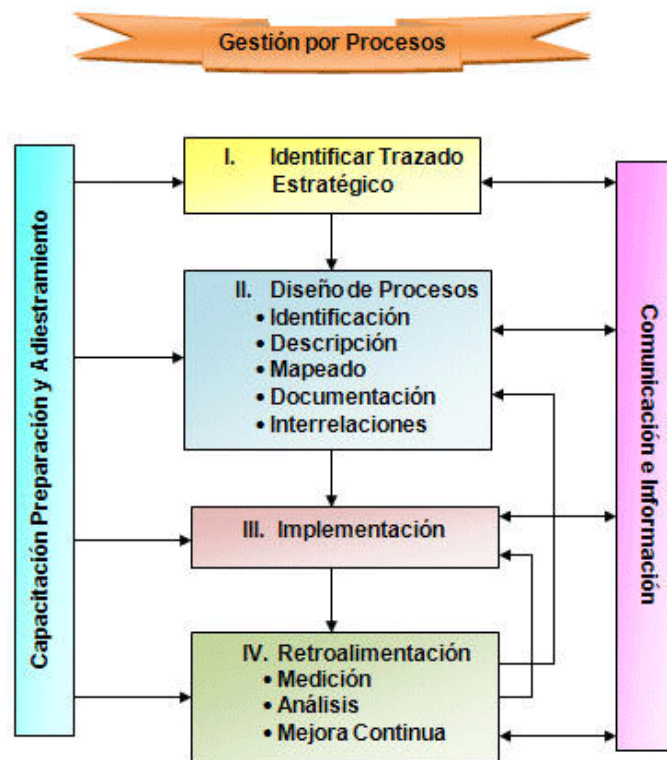 Gestión por Procesos
Capacitación Preparación y Adiestramiento
I. Identificar Trazado
Estratégico
II. Diseño de Procesos
• Identificación
• Descripción
• Mapeado
• Documentación
• Interrelaciones
III. Implementación
IV. Retroalimentación
• Medición
• Análisis
• Mejora Continua
Comunicación e Información